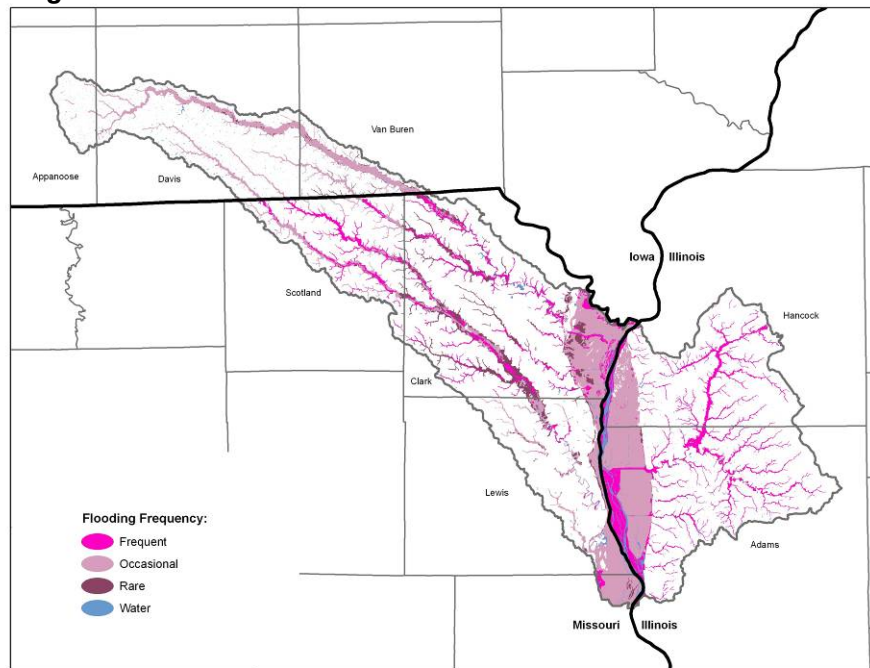 Van Buren
Appanoose
Davis
Iowa Illinois
Scotland
Hancock
Clark
Lewis
Flooding Frequency:
Frequent
Occasional
Rare
Water
Adams
Missouri Illinois